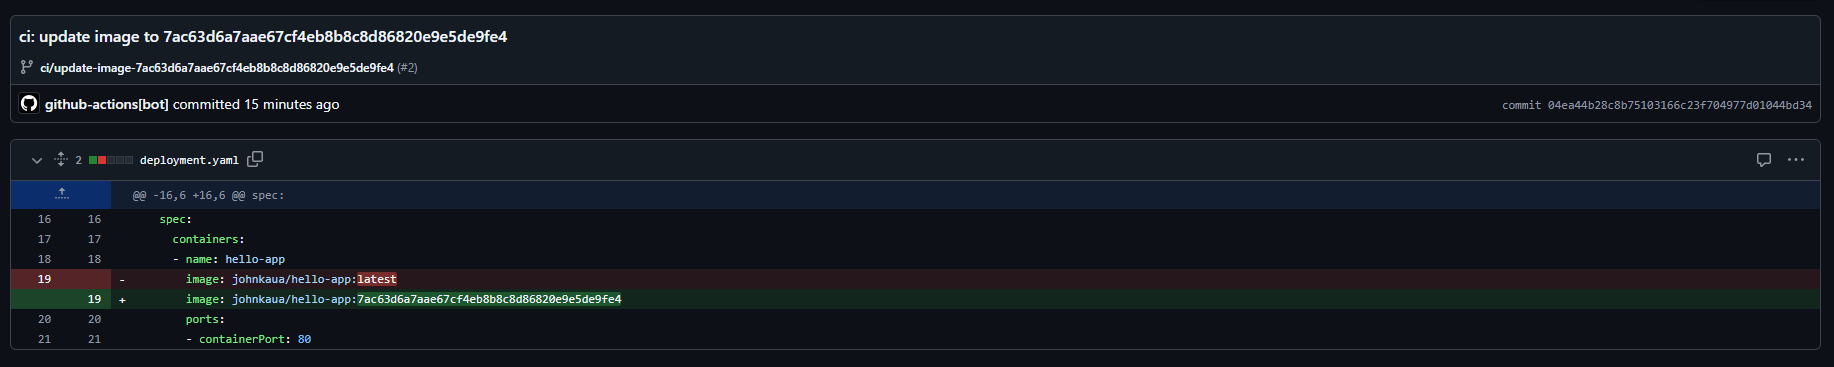 ci: update image to 7ac63d6a7aae67cf4eb8b8c8d86820e9e5de9fe4
ci/update-image-7ac63d6a7aae67cf4eb8b8c8d86820e9e5de9fe4 (#2)
github-actions[bot] committed 15 minutes ago
commit 04ea44b28c8b75103166c23f704977d01044bd34
2 deployment.yaml
@@ -16,6 +16,6 @@ spec:
16 16 spec:
17 17 containers:
18 18 - name: hello-app
19 - image: johnkaua/hello-app:latest
19 + image: johnkaua/hello-app:7ac63d6a7aae67cf4eb8b8c8d86820e9e5de9fe4
20 20 ports:
21 21 - containerPort: 80